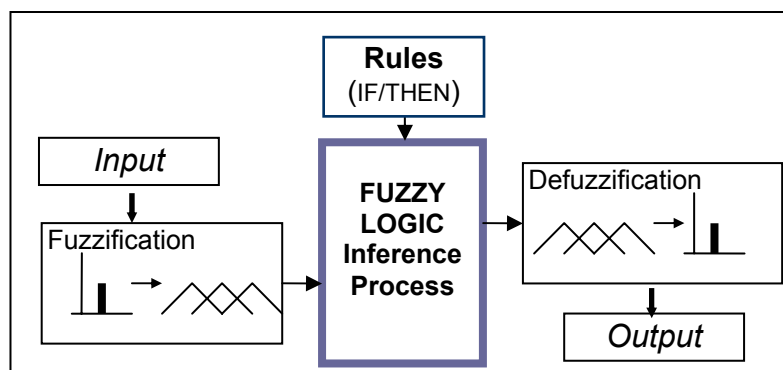 Rules
(IF/THEN)
Input
Fuzzification
FUZZY
LOGIC
Inference
Process
Defuzzification
Output